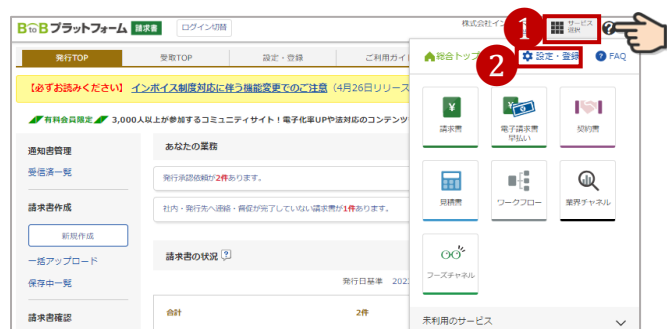 BtoBプラットフォーム 請求書 ログイン切替 株式会社イン
1 サービス選択
発行TOP 受取TOP 設定・登録 ご利用ガイ
総合トップ 2 設定・登録 FAQ
【必ずお読みください】 インボイス制度対応に伴う機能変更でのご注意（4月26日リリース
有料会員限定 3,000人以上が参加するコミュニティサイト！電子化率UPや法対応のコンテンツ
通知書管理
受信済一覧
請求書作成
新規作成
一括アップロード
保存中一覧
請求書確認
あなたの業務
発行承認依頼が2件あります。
社内・発行先へ連絡・督促が完了していない請求書が1件あります。
請求書の状況
発行日基準 202
合計 2件
請求書
電子請求書
早払い
契約書
見積書
ワークフロー
業界チャネル
フーズチャネル
未利用のサービス